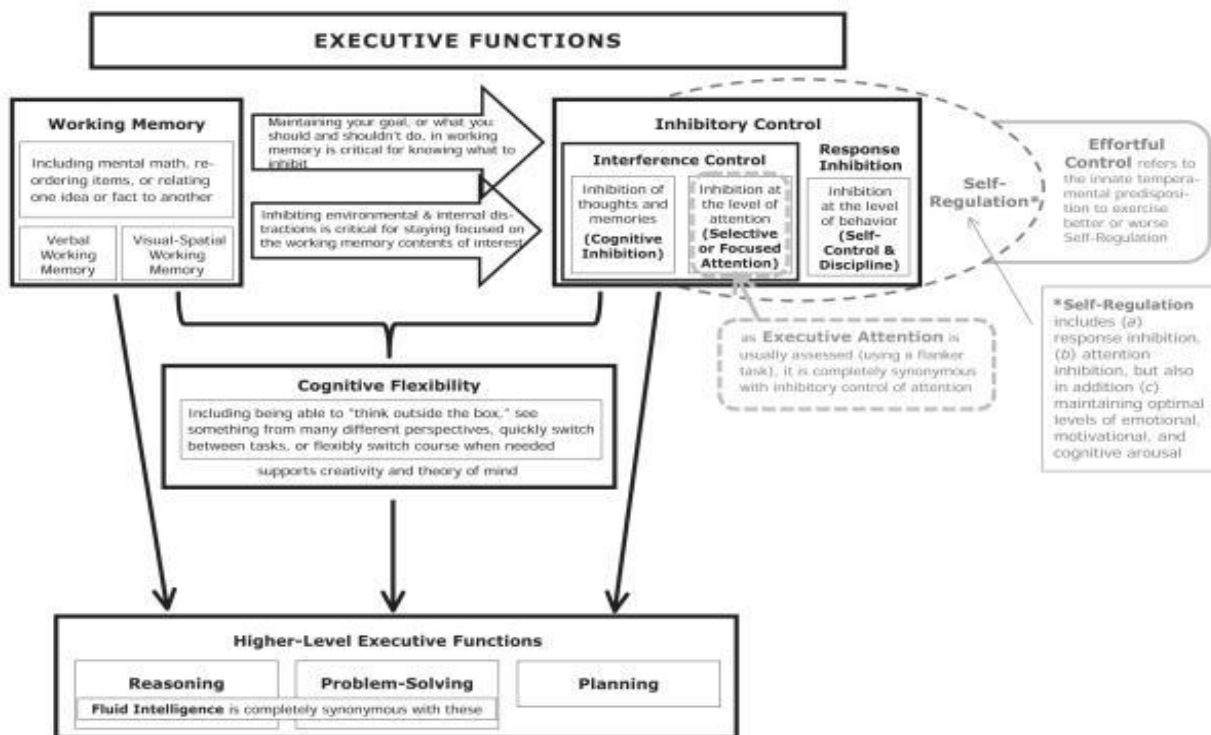 EXECUTIVE FUNCTIONS
Working Memory
Including mental math, re-
ordering items, or relating
one idea or fact to another
Verbal
Working
Memory
Visual-Spatial
Working
Memory
Maintaining your goal, or what you
should and shouldn't do, in working
memory is critical for knowing what to
inhibit
Inhibiting environmental & internal dis-
tractions is critical for staying focused on
the working memory contents of interest
Inhibitory Control
Interference Control
Inhibition of
thoughts and
memories
(Cognitive
Inhibition)
Inhibition at
the level of
attention
(Selective
or Focused
Attention)
Response
Inhibition
Inhibition
at the level
of behavior
(Self-
Control &
Discipline)
Self-
Regulation*
Effortful
Control refers to
the innate tempera-
mental predispo-
sition to exercise
better or worse
Self-Regulation
*Self-Regulation
includes (a)
response inhibition,
(b) attention
inhibition, but also
in addition (c)
maintaining optimal
levels of emotional,
motivational, and
cognitive arousal
as Executive Attention is
usually assessed (using a flanker
task), it is completely synonymous
with inhibitory control of attention
Cognitive Flexibility
Including being able to "think outside the box," see
something from many different perspectives, quickly switch
between tasks, or flexibly switch course when needed
supports creativity and theory of mind
Higher-Level Executive Functions
Reasoning
Problem-Solving
Planning
Fluid Intelligence is completely synonymous with these